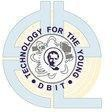 TECHNOLOGY FOR THE YOUNG
• DBIT •